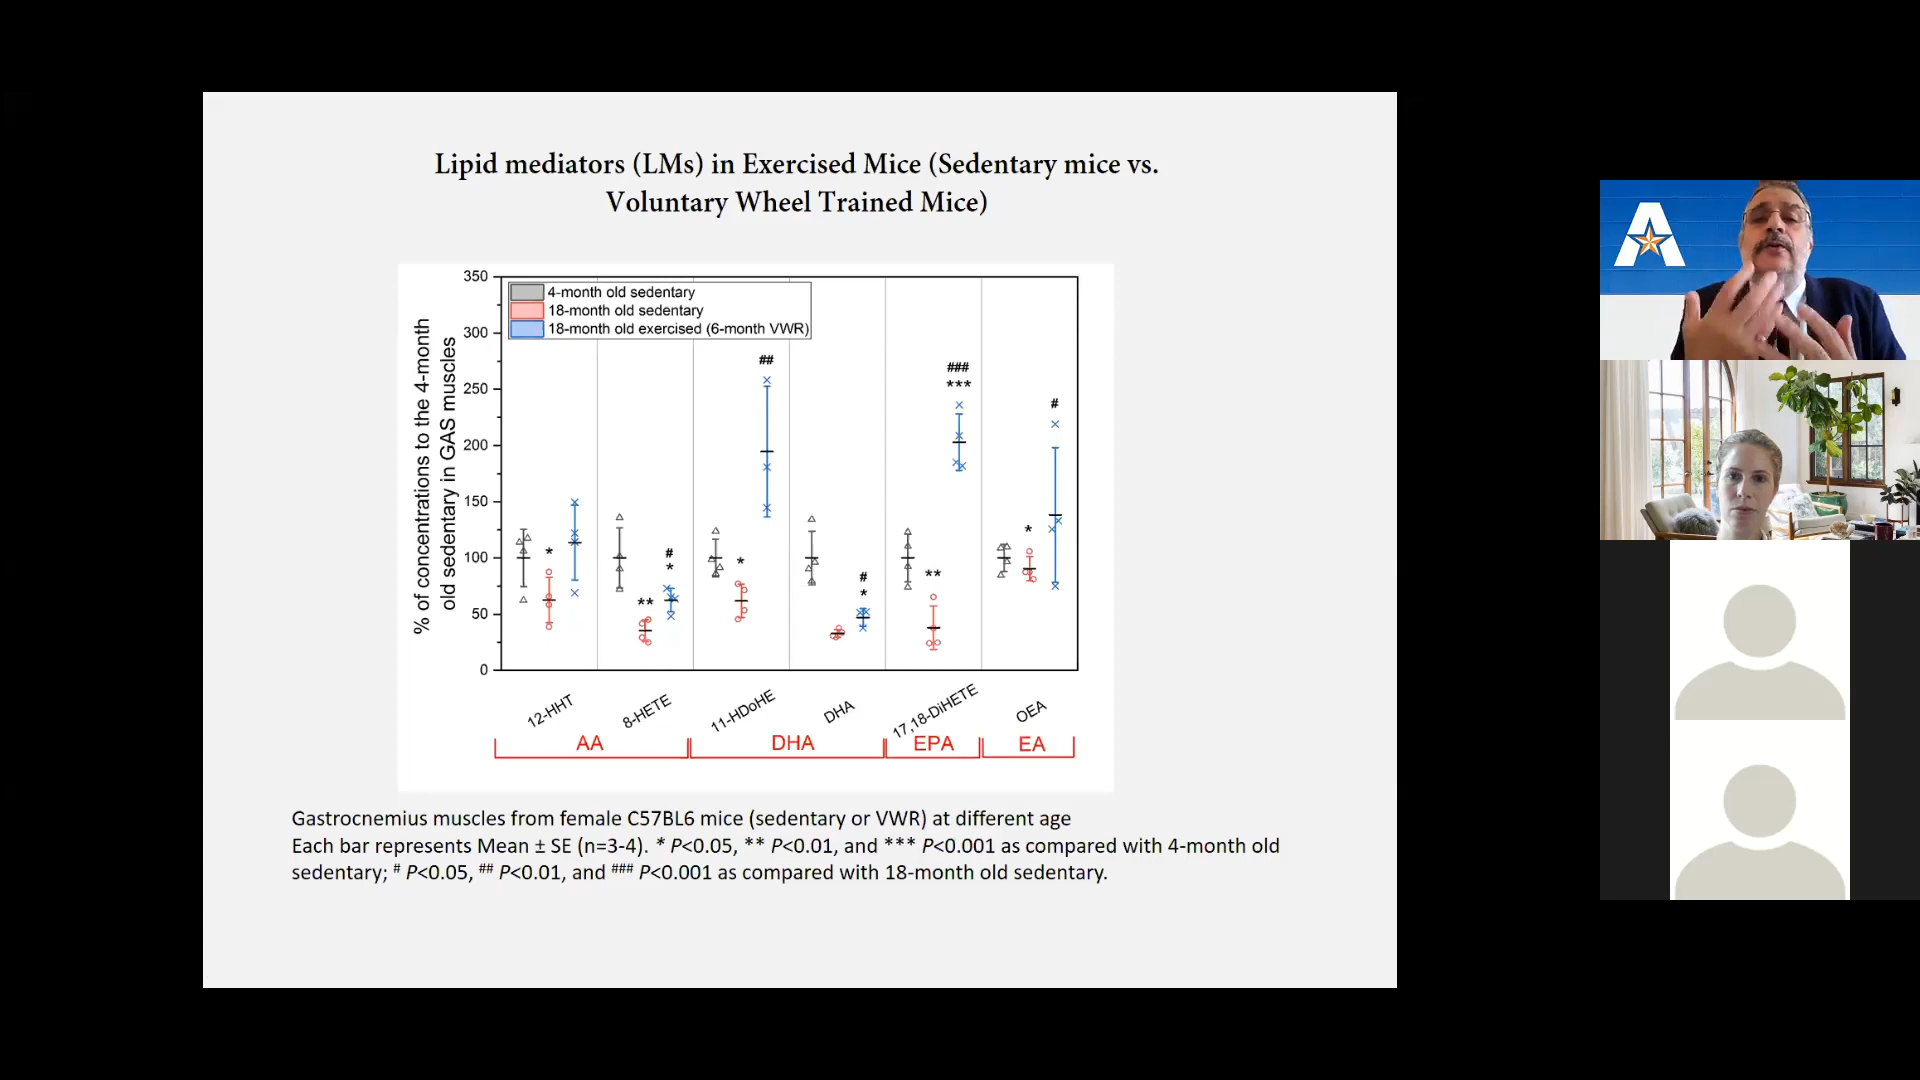 Lipid mediators (LMs) in Exercised Mice (Sedentary mice vs.
Voluntary Wheel Trained Mice)
% of concentrations to the 4-month
old sedentary in GAS muscles
350
300
250
200
150
100
50
0
4-month old sedentary
18-month old sedentary
18-month old exercised (6-month VWR)
*
**
#
*
##
*
#
*
**
###
***
*
#
12-HHT
8-HETE
11-HDoHE
DHA
17,18-DiHETE
OEA
AA
DHA
EPA
EA
Gastrocnemius muscles from female C57BL6 mice (sedentary or VWR) at different age
Each bar represents Mean ± SE (n=3-4). * P<0.05, ** P<0.01, and *** P<0.001 as compared with 4-month old
sedentary; # P<0.05, ## P<0.01, and ### P<0.001 as compared with 18-month old sedentary.
A